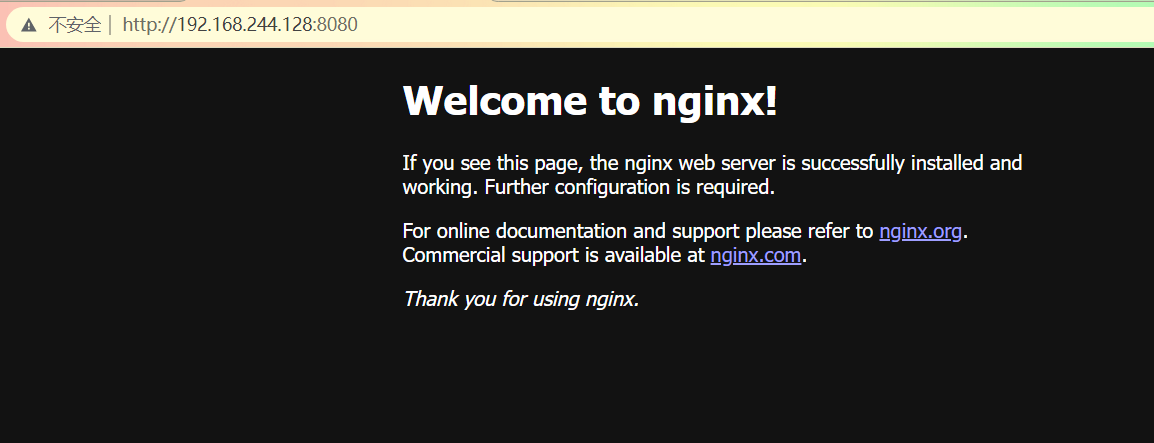 不安全 | http://192.168.244.128:8080
Welcome to nginx!
If you see this page, the nginx web server is successfully installed and
working. Further configuration is required.
For online documentation and support please refer to nginx.org.
Commercial support is available at nginx.com.
Thank you for using nginx.